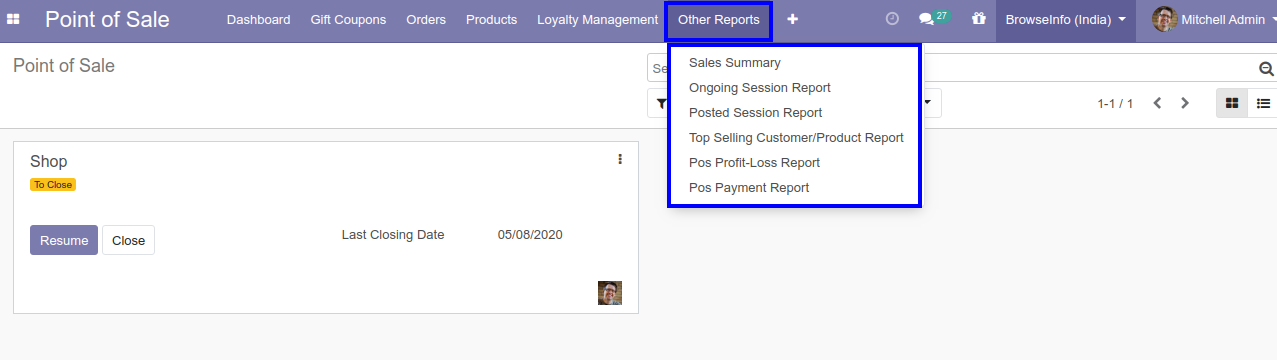 Point of Sale Dashboard Gift Coupons Orders Products Loyalty Management Other Reports 27 BrowseInfo (India) Mitchell Admin
Point of Sale
Se
1-1 / 1
Sales Summary
Ongoing Session Report
Posted Session Report
Top Selling Customer/Product Report
Pos Profit-Loss Report
Pos Payment Report
Shop
To Close
Resume Close Last Closing Date 05/08/2020